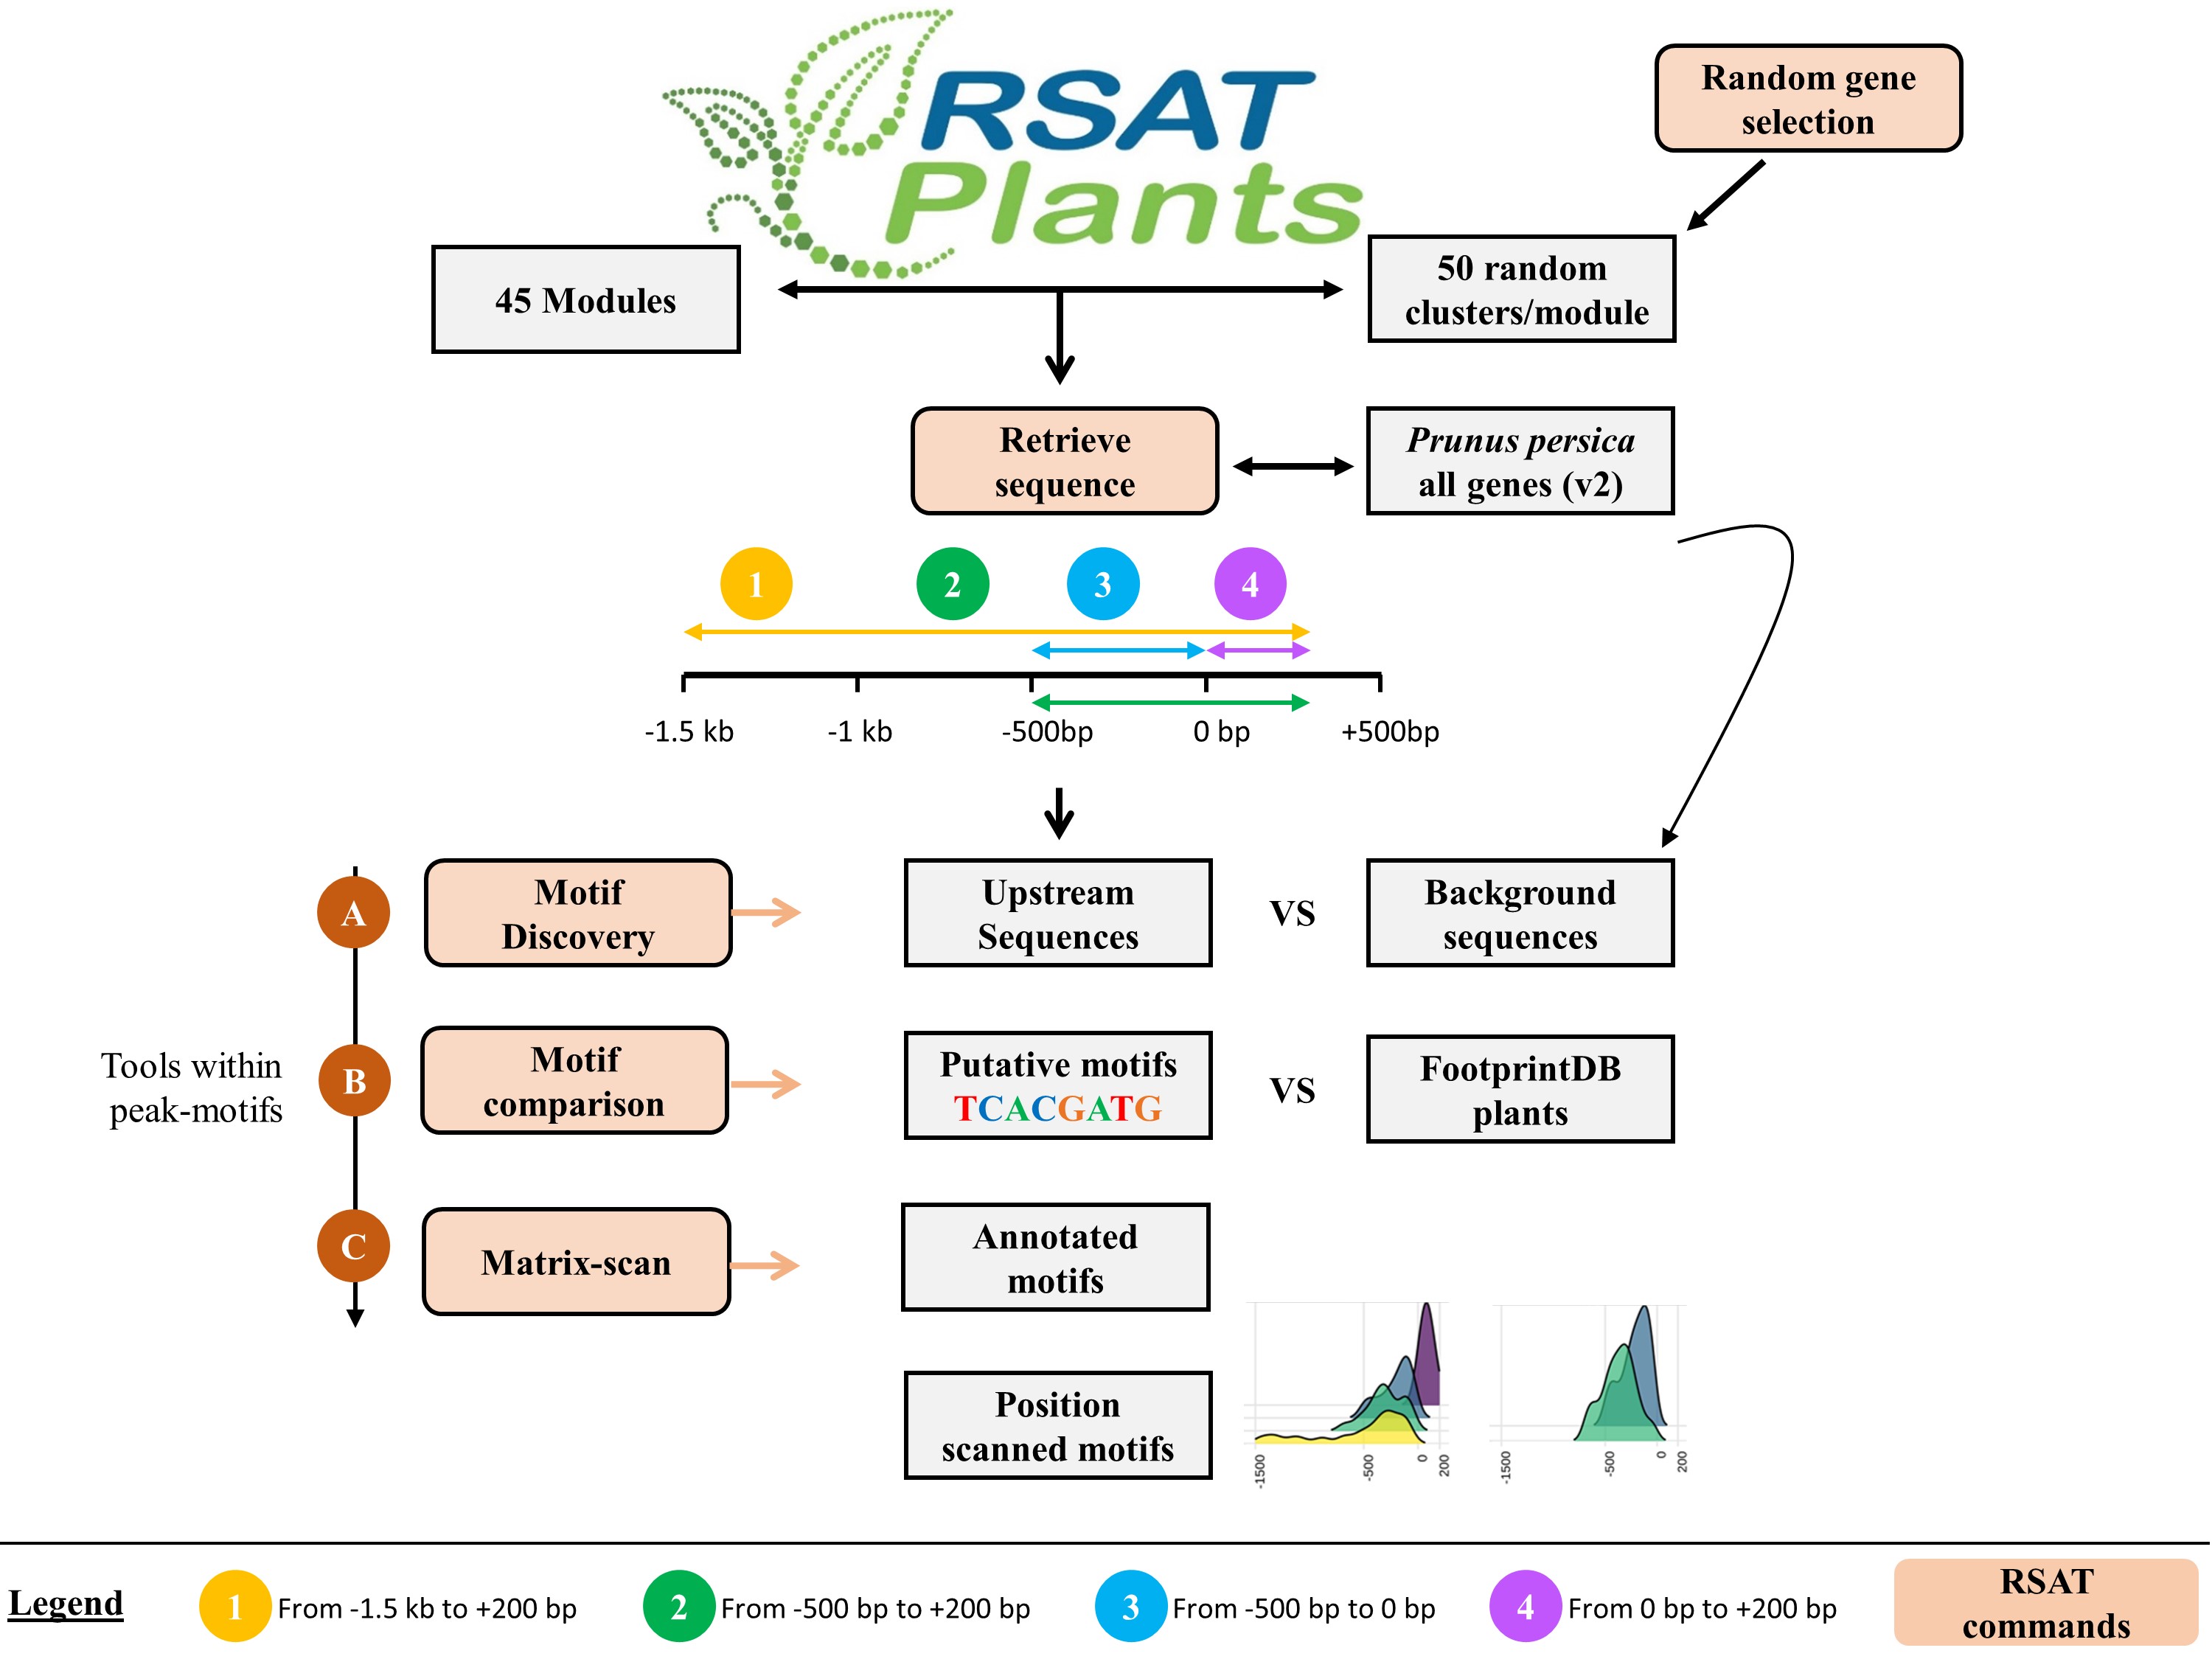 RSAT
Plants
Random gene
selection
45 Modules
50 random
clusters/module
Retrieve
sequence
Prunus persica
all genes (v2)
1
2
3
4
-1.5 kb
-1 kb
-500bp
0 bp
+500bp
A
Motif
Discovery
Upstream
Sequences
VS
Background
sequences
Tools within
peak-motifs
B
Motif
comparison
Putative motifs
TCACGATG
VS
FootprintDB
plants
C
Matrix-scan
Annotated
motifs
Position
scanned motifs
-1500
-500
0
200
-1500
-500
0
200
Legend
1 From -1.5 kb to +200 bp
2 From -500 bp to +200 bp
3 From -500 bp to 0 bp
4 From 0 bp to +200 bp
RSAT
commands